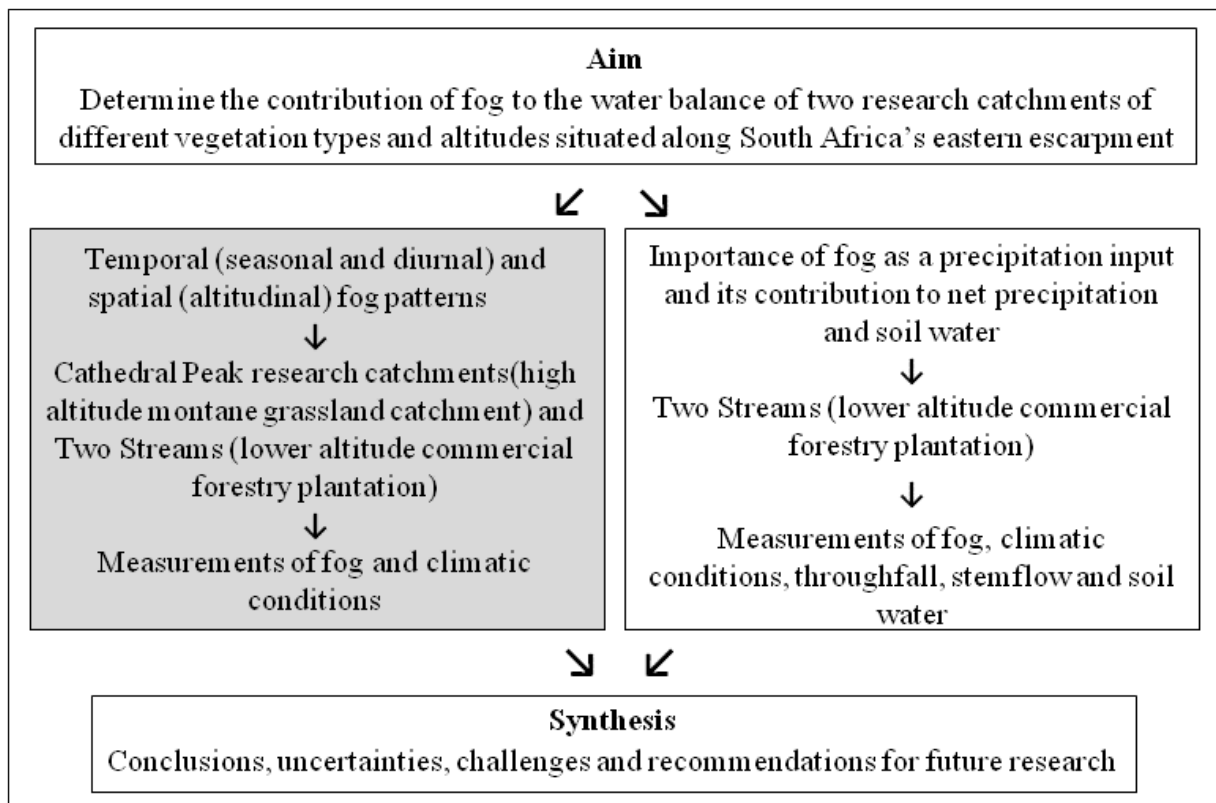 Aim
Determine the contribution of fog to the water balance of two research catchments of
different vegetation types and altitudes situated along South Africa's eastern escarpment
Temporal (seasonal and diurnal) and
spatial (altitudinal) fog patterns
Cathedral Peak research catchments(high
altitude montane grassland catchment) and
Two Streams (lower altitude commercial
forestry plantation)
Measurements of fog and climatic
conditions
Importance of fog as a precipitation input
and its contribution to net precipitation
and soil water
Two Streams (lower altitude commercial
forestry plantation)
Measurements of fog, climatic
conditions, throughfall, stemflow and soil
water
Synthesis
Conclusions, uncertainties, challenges and recommendations for future research